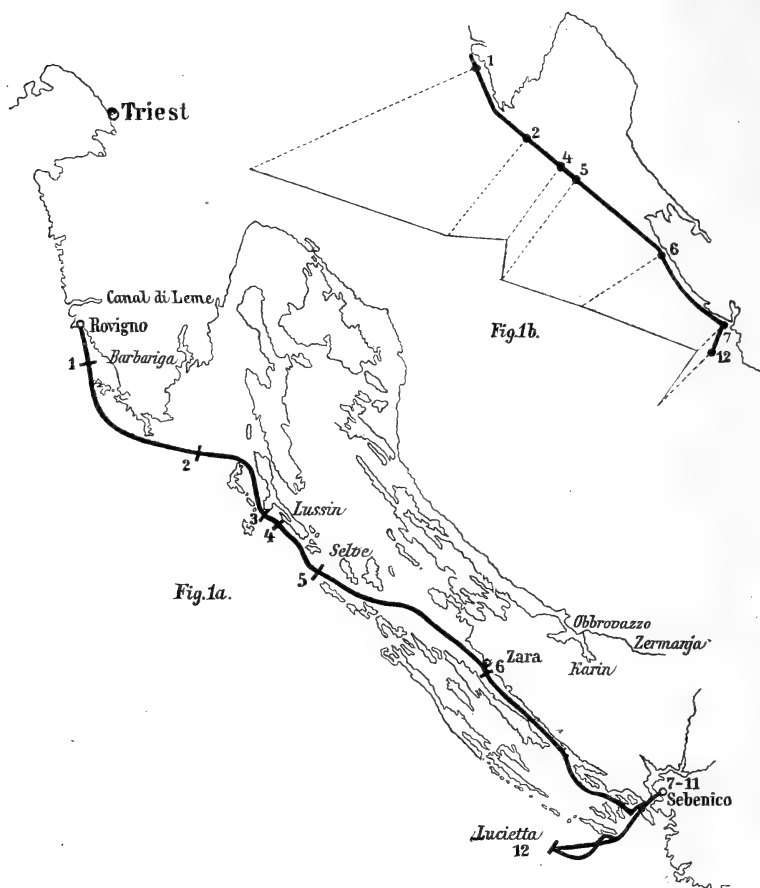 1
Triest
2
4
5
6
Canal di Leme
Rovigno
Fig.1b.
7
1
Barbariga
12
2
3
Lussin
4
Selve
5
Fig.1a.
Obbrovazzo
Zermanja
Zara
6
Karin
7-11
Sebenico
Lucietta
12